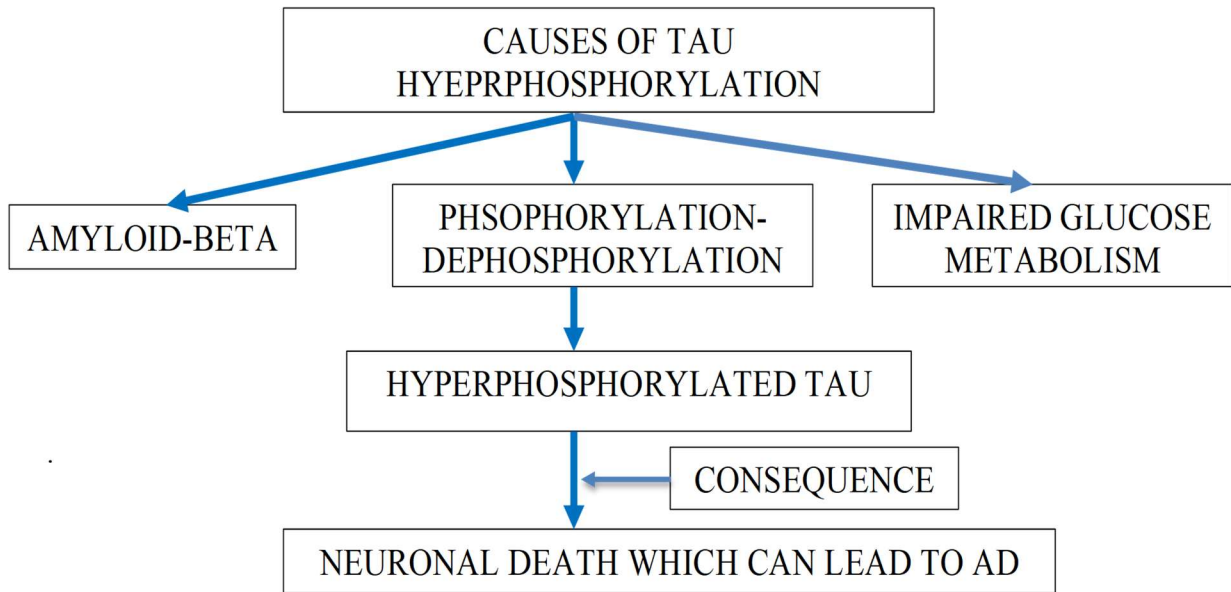 CAUSES OF TAU
HYEPRPHOSPHORYLATION
AMYLOID-BETA
PHSOPHORYLATION-
DEPHOSPHORYLATION
IMPAIRED GLUCOSE
METABOLISM
HYPERPHOSPHORYLATED TAU
.
CONSEQUENCE
NEURONAL DEATH WHICH CAN LEAD TO AD